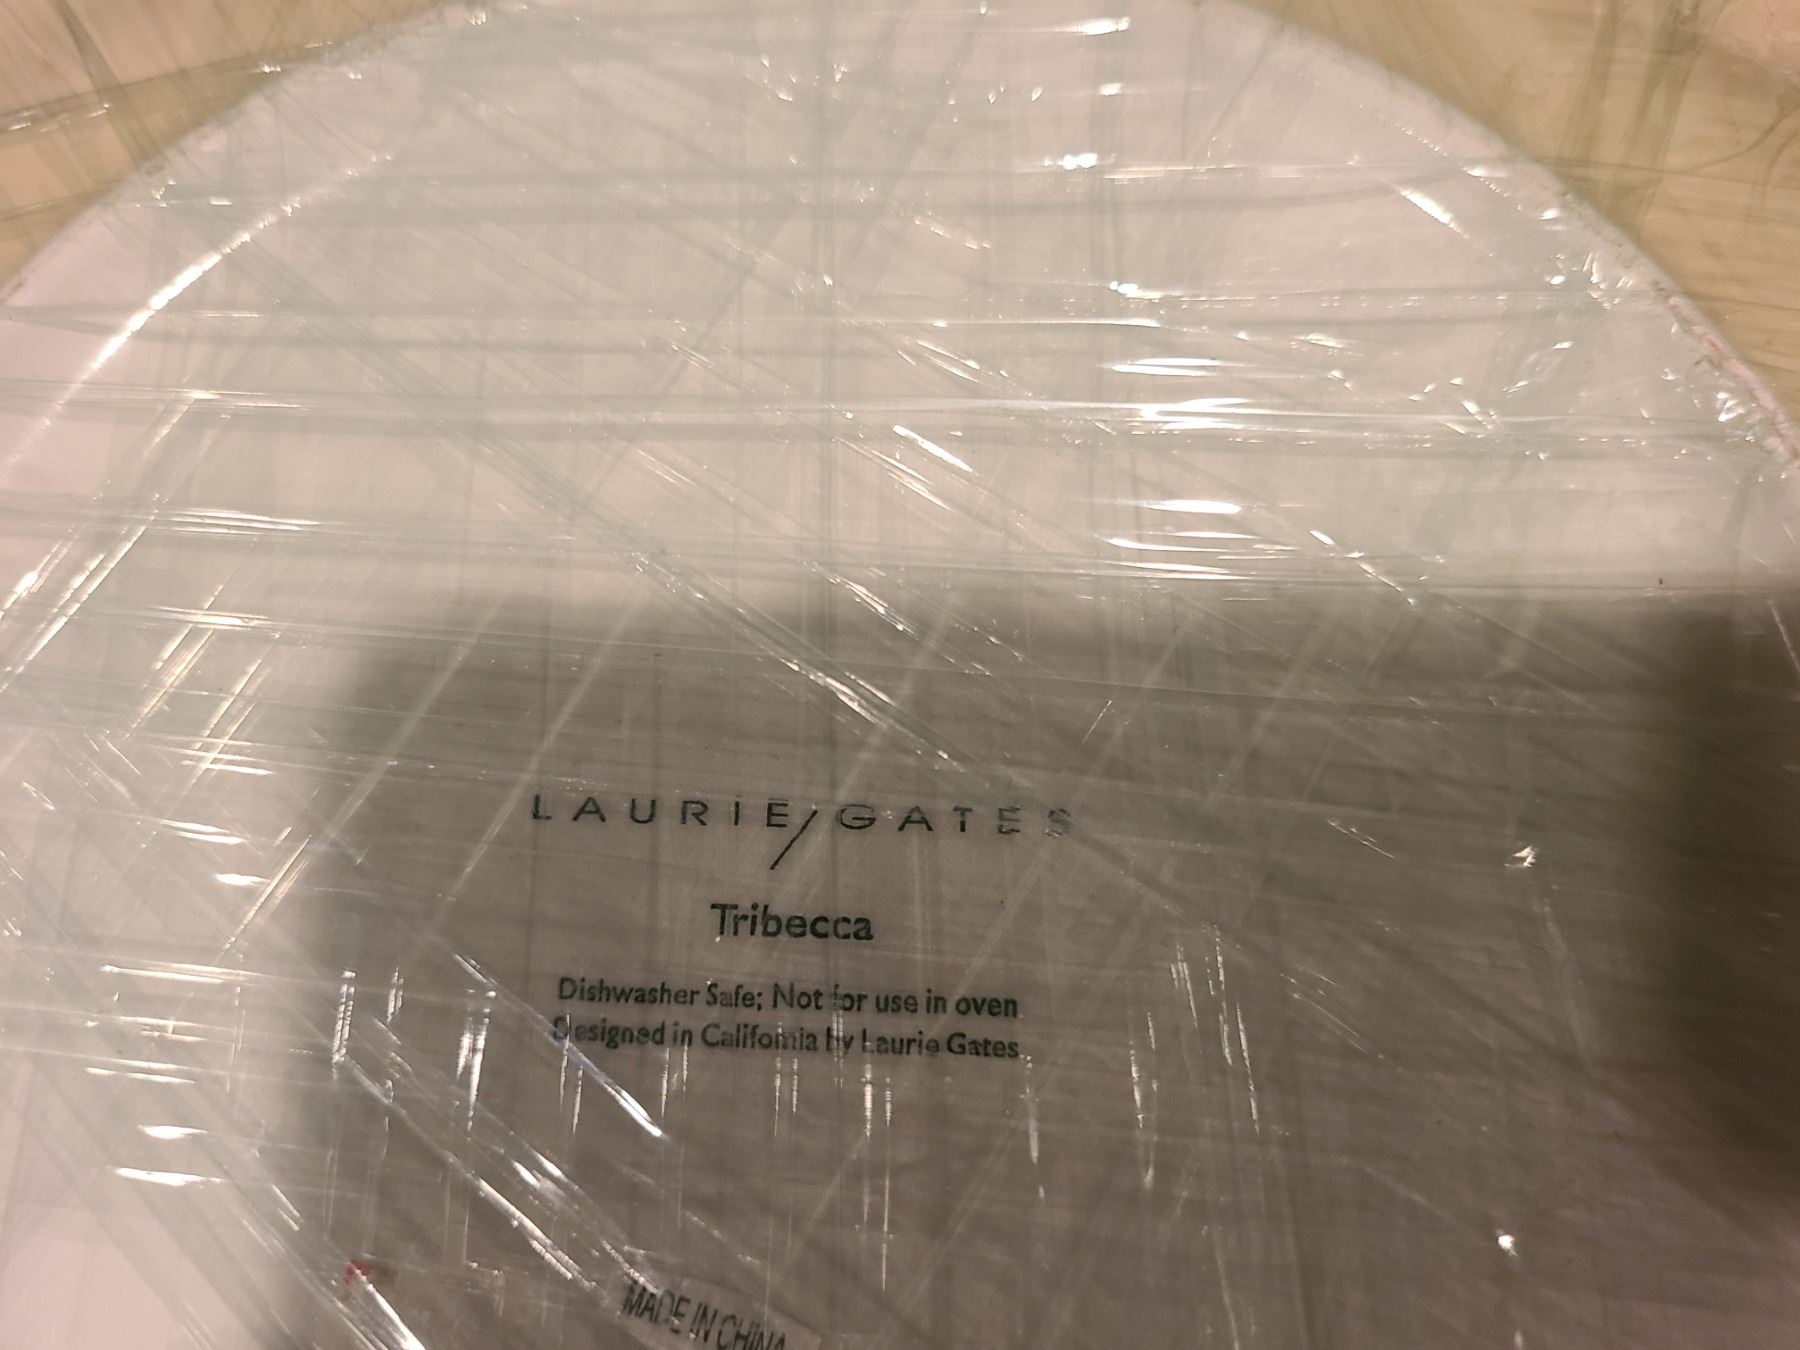 LAURIE/GATES
Tribecca
Dishwasher Safe; Not for use in oven
Designed in California by Laurie Gates
MADE IN CHINA